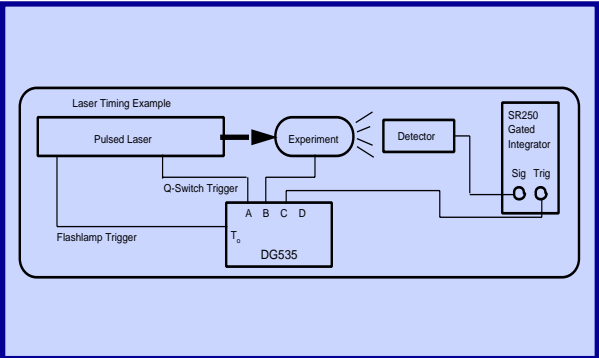 Laser Timing Example
Pulsed Laser
Experiment
Detector
SR250
Gated
Integrator
Sig Trig
Q-Switch Trigger
A B C D
Flashlamp Trigger
To
DG535